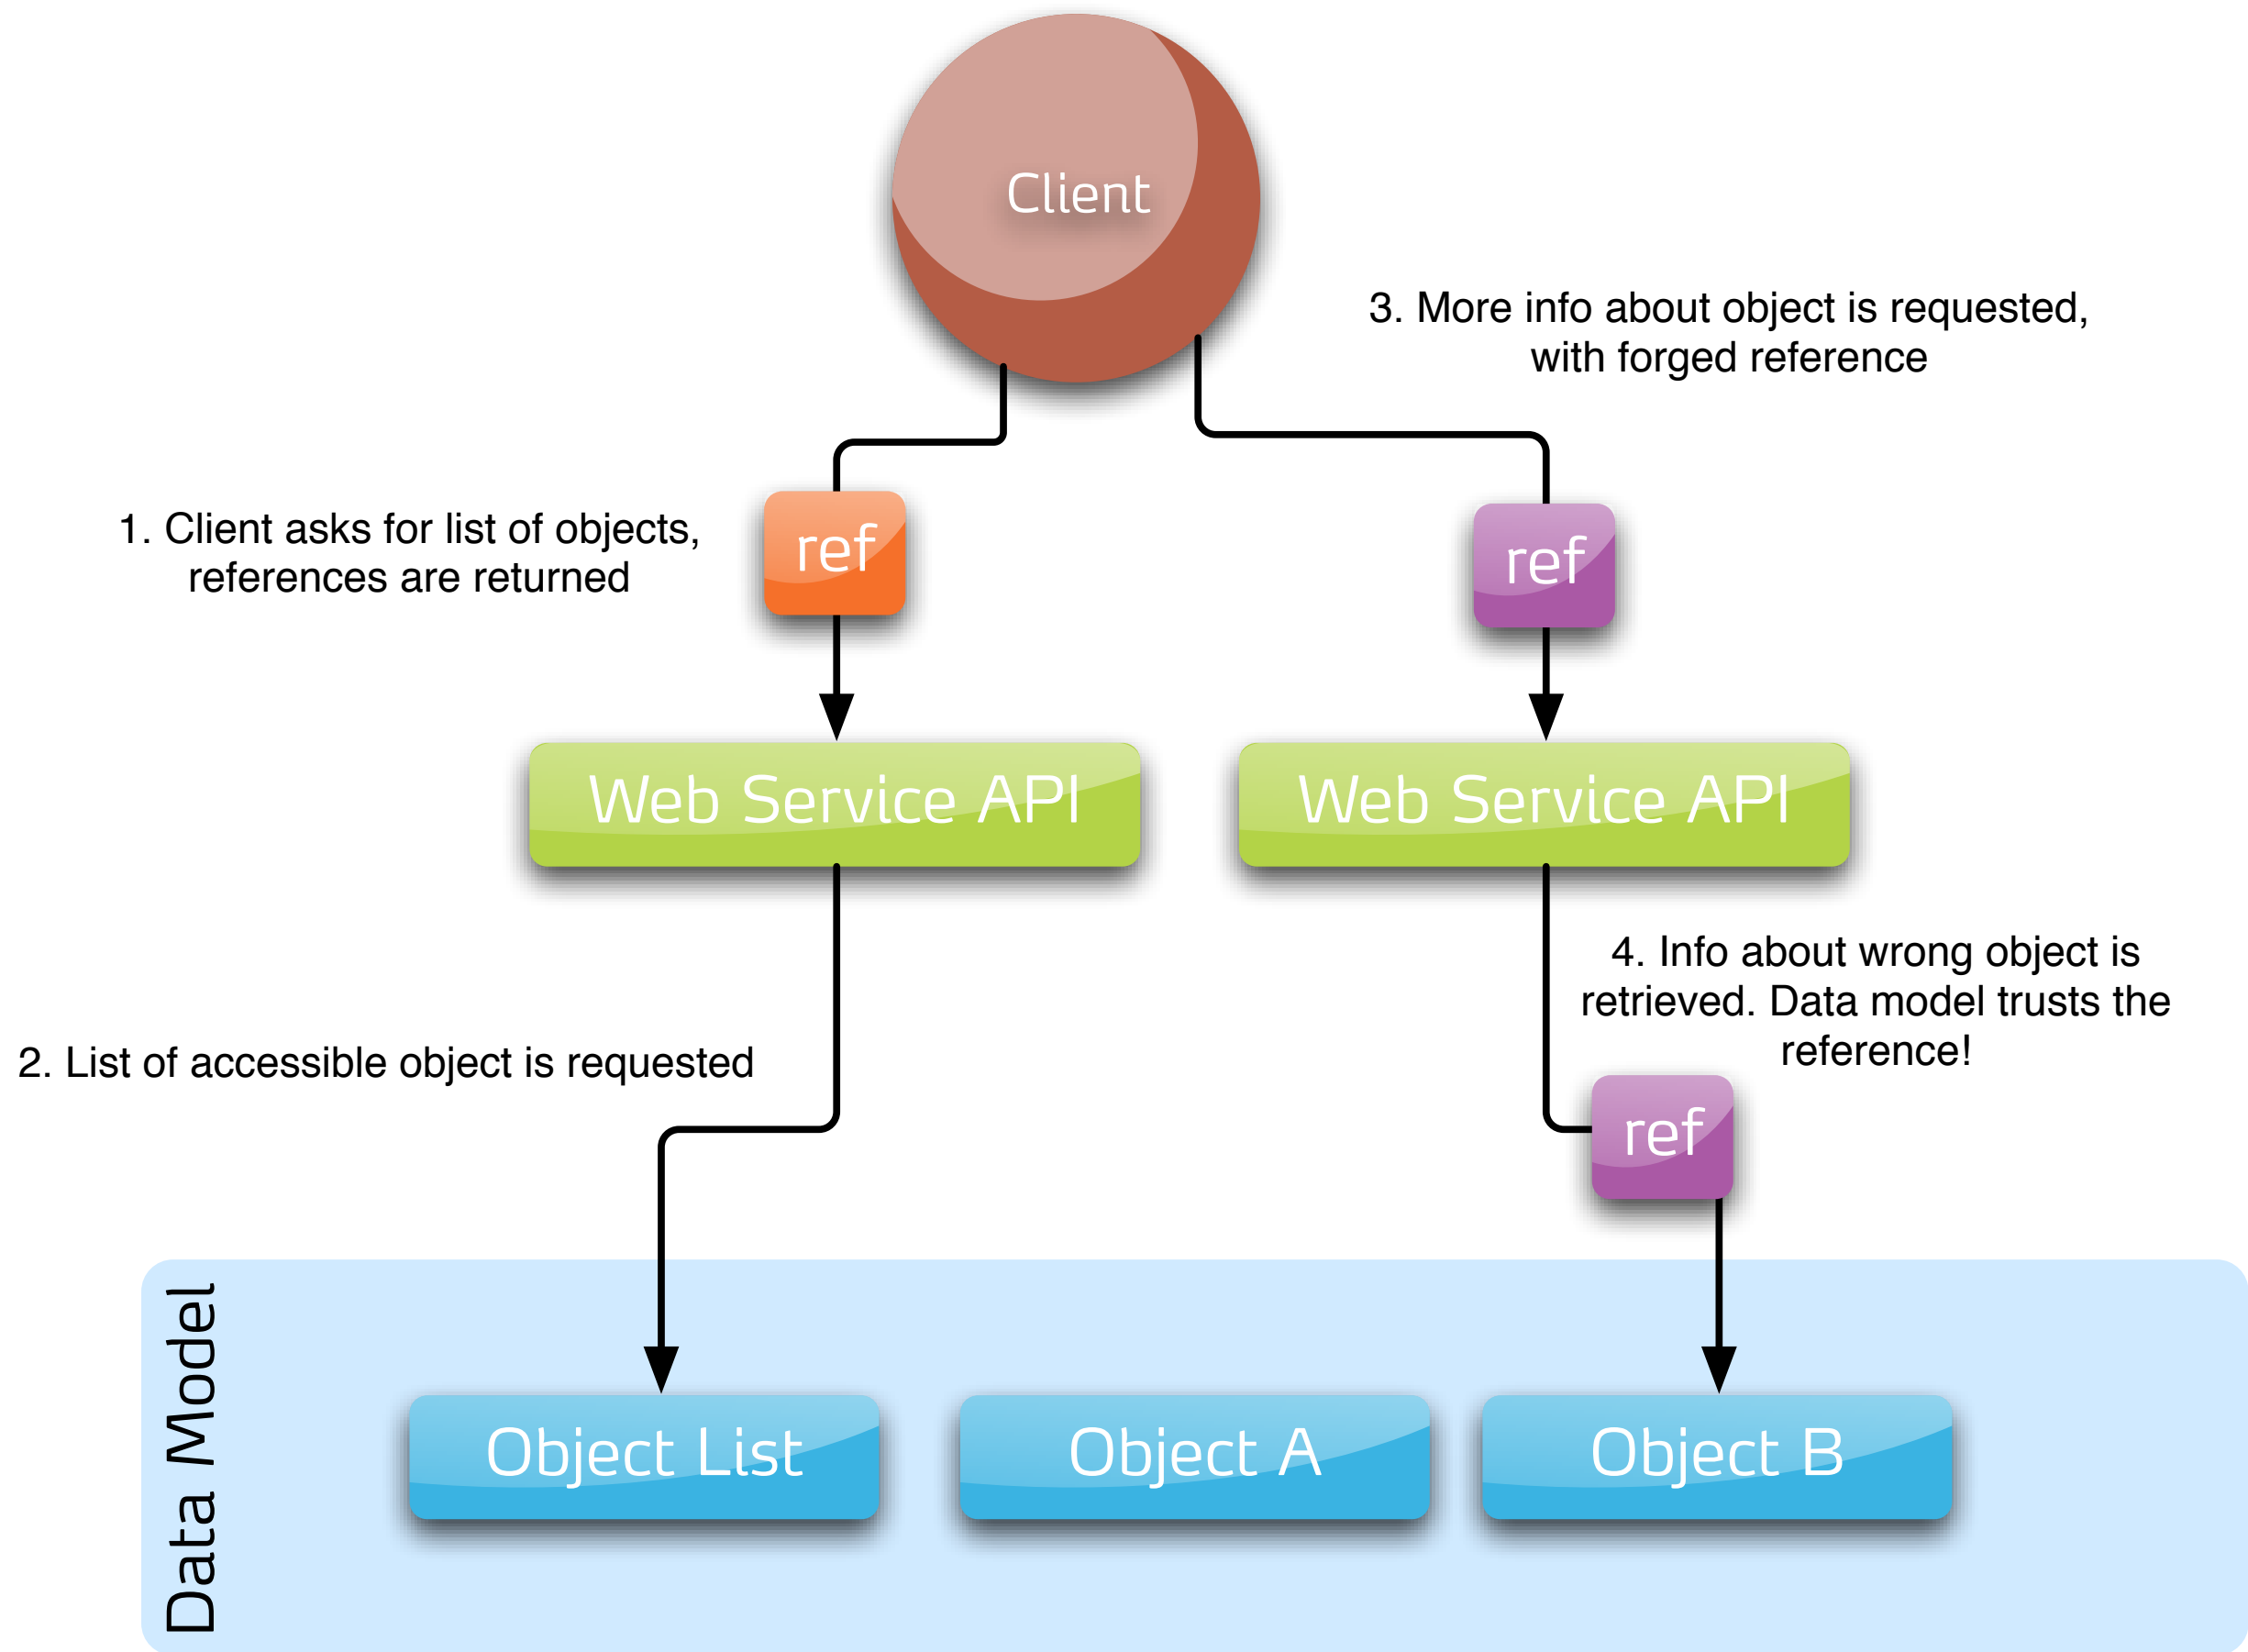 Client
3. More info about object is requested,
with forged reference
1. Client asks for list of objects,
references are returned
ref
ref
Web Service API
Web Service API
4. Info about wrong object is
retrieved. Data model trusts the
reference!
2. List of accessible object is requested
ref
Data Model
Object List
Object A
Object B